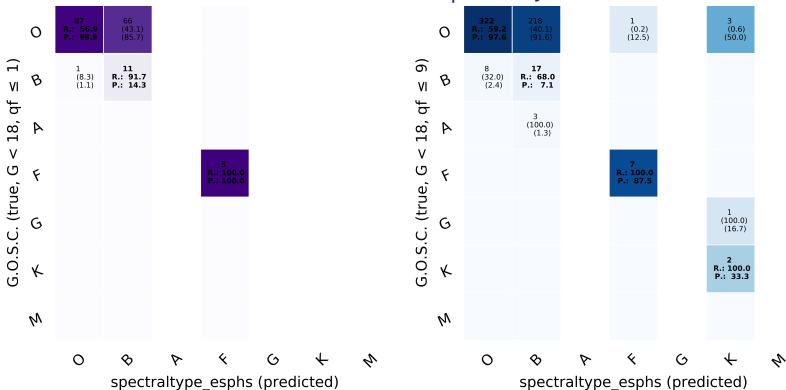 O
87
R.: 56.9
P.: 98.9
66
(43.1)
(85.7)
B
1
(8.3)
(1.1)
11
R.: 91.7
P.: 14.3
A
F
5
R.: 100.0
P.: 100.0
G
K
M
G.O.S.C. (true, G < 18, qf ≤ 1)
O
B
A
F
G
K
M
spectraltype_esphs (predicted)
O
322
R.: 59.2
P.: 97.6
218
(40.1)
(91.6)
1
(0.2)
(12.5)
3
(0.6)
(50.0)
B
8
(32.0)
(2.4)
17
R.: 68.0
P.: 7.1
A
3
(100.0)
(1.3)
F
7
R.: 100.0
P.: 87.5
G
1
(100.0)
(16.7)
K
2
R.: 100.0
P.: 33.3
M
G.O.S.C. (true, G < 18, qf ≤ 9)
O
B
A
F
G
K
M
spectraltype_esphs (predicted)